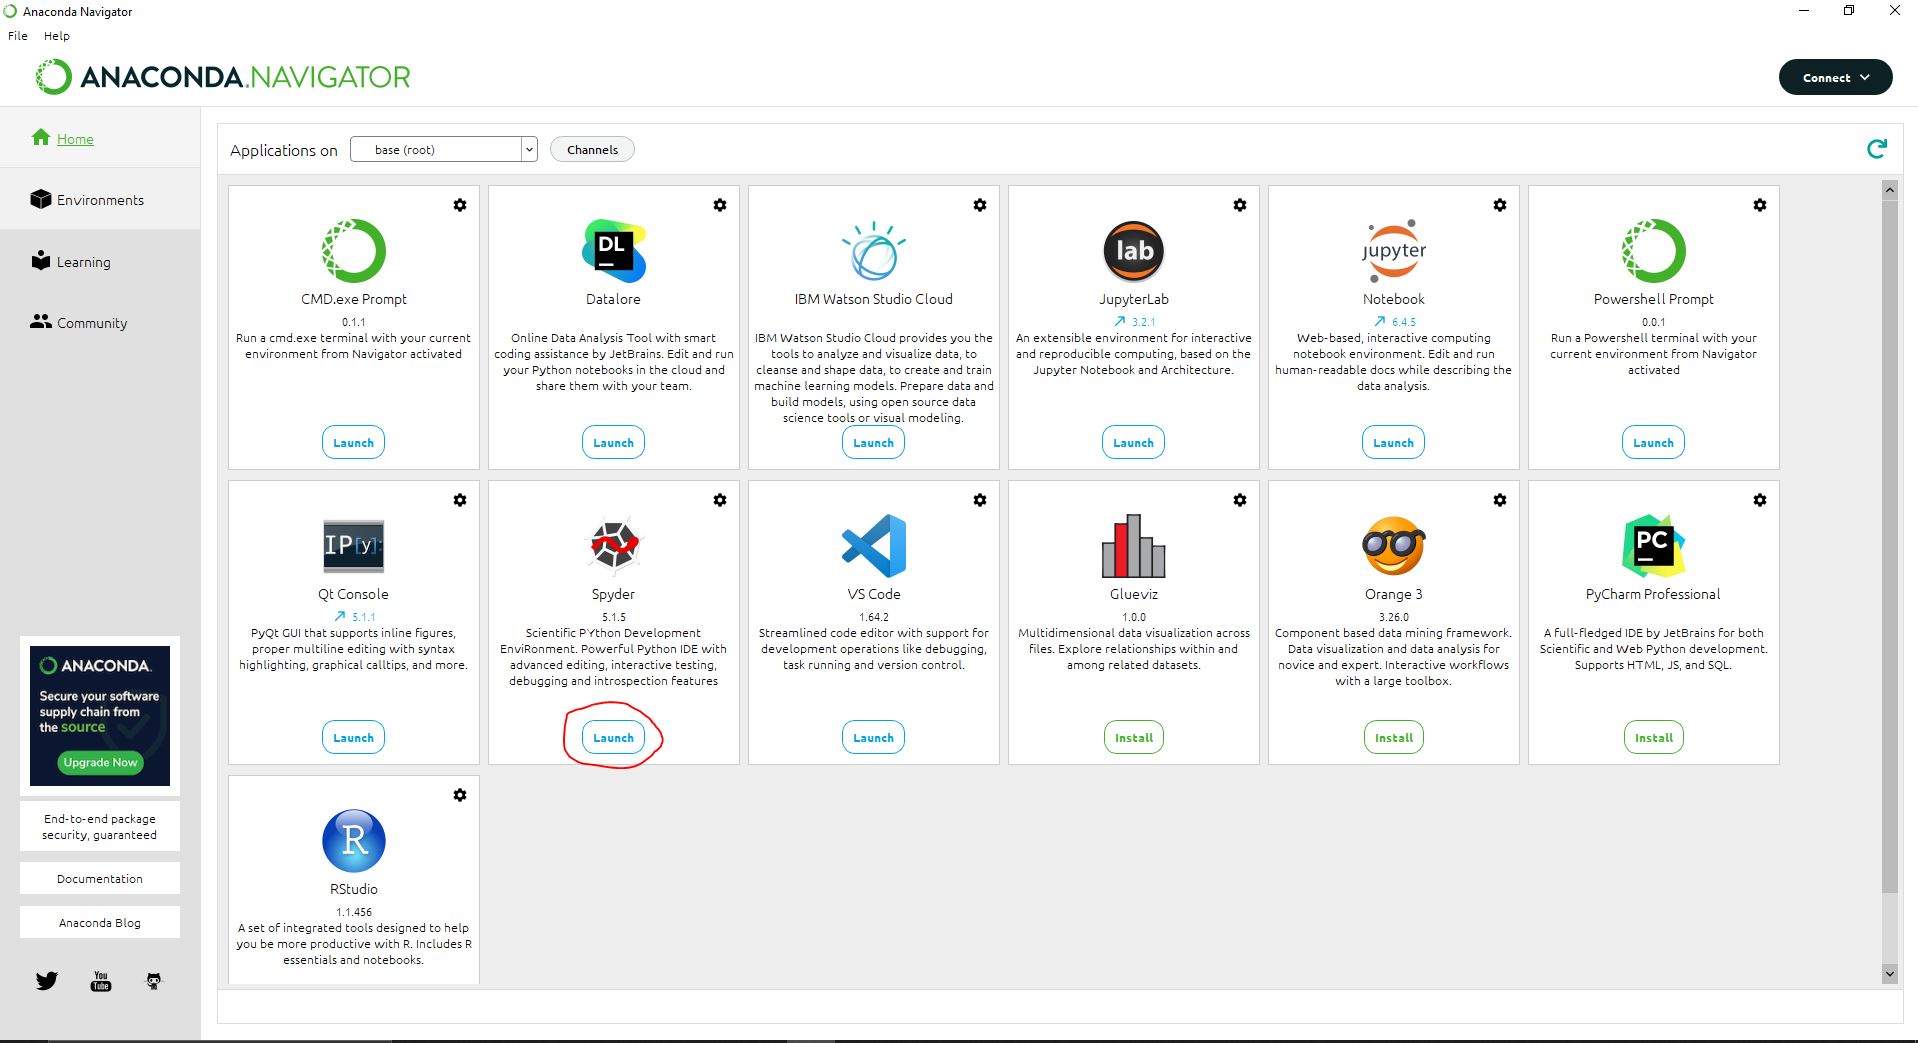 Anaconda Navigator
File Help
ANACONDA.NAVIGATOR
Connect
Home
Environments
Learning
Community
Applications on base (root) Channels
CMD.exe Prompt
0.1.1
Run a cmd.exe terminal with your current
environment from Navigator activated
Launch
DL
Datalore
Online Data Analysis Tool with smart
coding assistance by JetBrains. Edit and run
your Python notebooks in the cloud and
share them with your team.
Launch
IBM Watson Studio Cloud
IBM Watson Studio Cloud provides you the
tools to analyze and visualize data, to
cleanse and shape data, to create and train
machine learning models. Prepare data and
build models, using open source data
science tools or visual modeling.
Launch
lab
JupyterLab
3.2.1
An extensible environment for interactive
and reproducible computing, based on the
Jupyter Notebook and Architecture.
Launch
jupyter
Notebook
6.4.5
Web-based, interactive computing
notebook environment. Edit and run
human-readable docs while describing the
data analysis.
Launch
Powershell Prompt
0.0.1
Run a Powershell terminal with your
current environment from Navigator
activated
Launch
IP[y]:
Qt Console
5.1.1
PyQt GUI that supports inline figures,
proper multiline editing with syntax
highlighting, graphical calltips, and more.
Launch
Spyder
5.1.5
Scientific PYthon Development
EnviRonment. Powerful Python IDE with
advanced editing, interactive testing,
debugging and introspection features
Launch
VS Code
1.64.2
Streamlined code editor with support for
development operations like debugging,
task running and version control.
Launch
Glueviz
1.0.0
Multidimensional data visualization across
files. Explore relationships within and
among related datasets.
Install
Orange 3
3.26.0
Component based data mining framework.
Data visualization and data analysis for
novice and expert. Interactive workflows
with a large toolbox.
Install
PC
PyCharm Professional
A full-fledged IDE by JetBrains for both
Scientific and Web Python development.
Supports HTML, JS, and SQL.
Install
R
RStudio
1.1.456
A set of integrated tools designed to help
you be more productive with R. Includes R
essentials and notebooks.
ANACONDA.
Secure your software
supply chain from
the source
Upgrade Now
End-to-end package
security, guaranteed
Documentation
Anaconda Blog
You
Tube